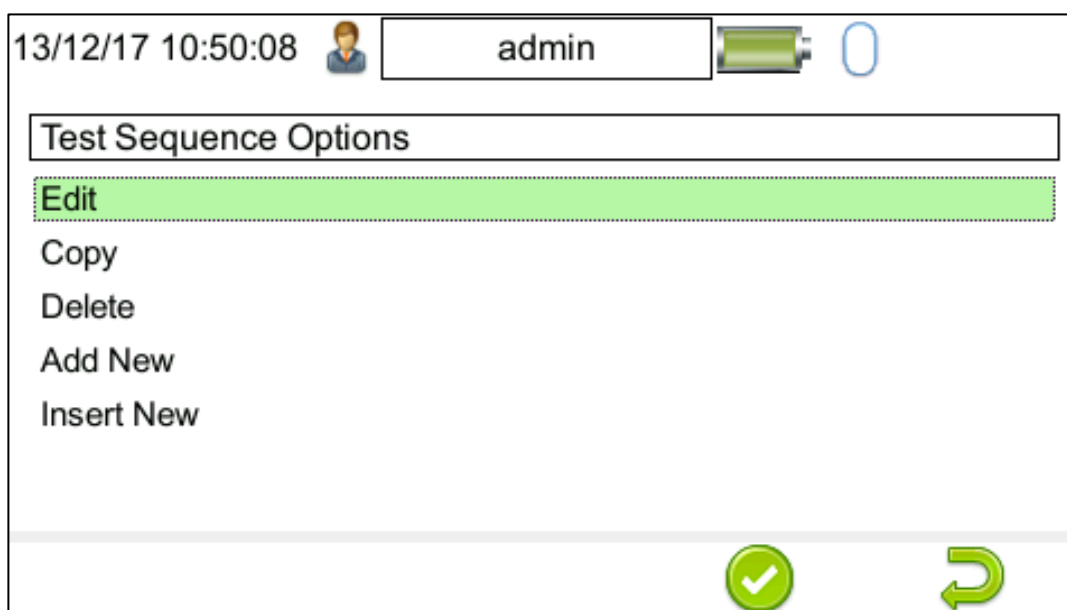 13/12/17 10:50:08 admin
Test Sequence Options
Edit
Copy
Delete
Add New
Insert New